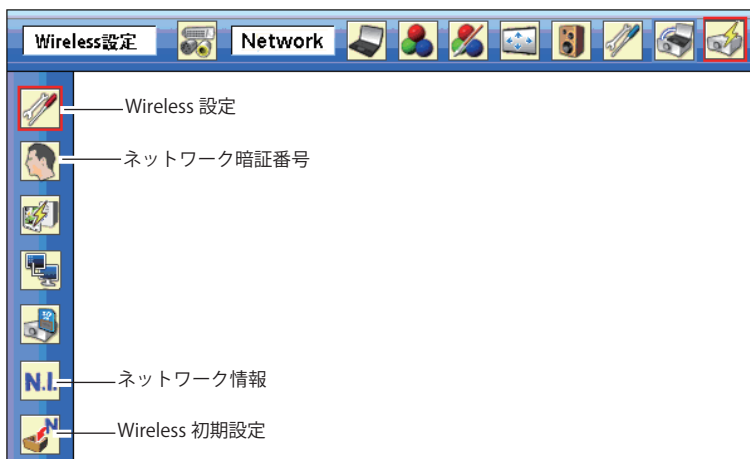 Wireless設定
Network
Wireless 設定
ネットワーク暗証番号
N.I.
ネットワーク情報
N
Wireless 初期設定